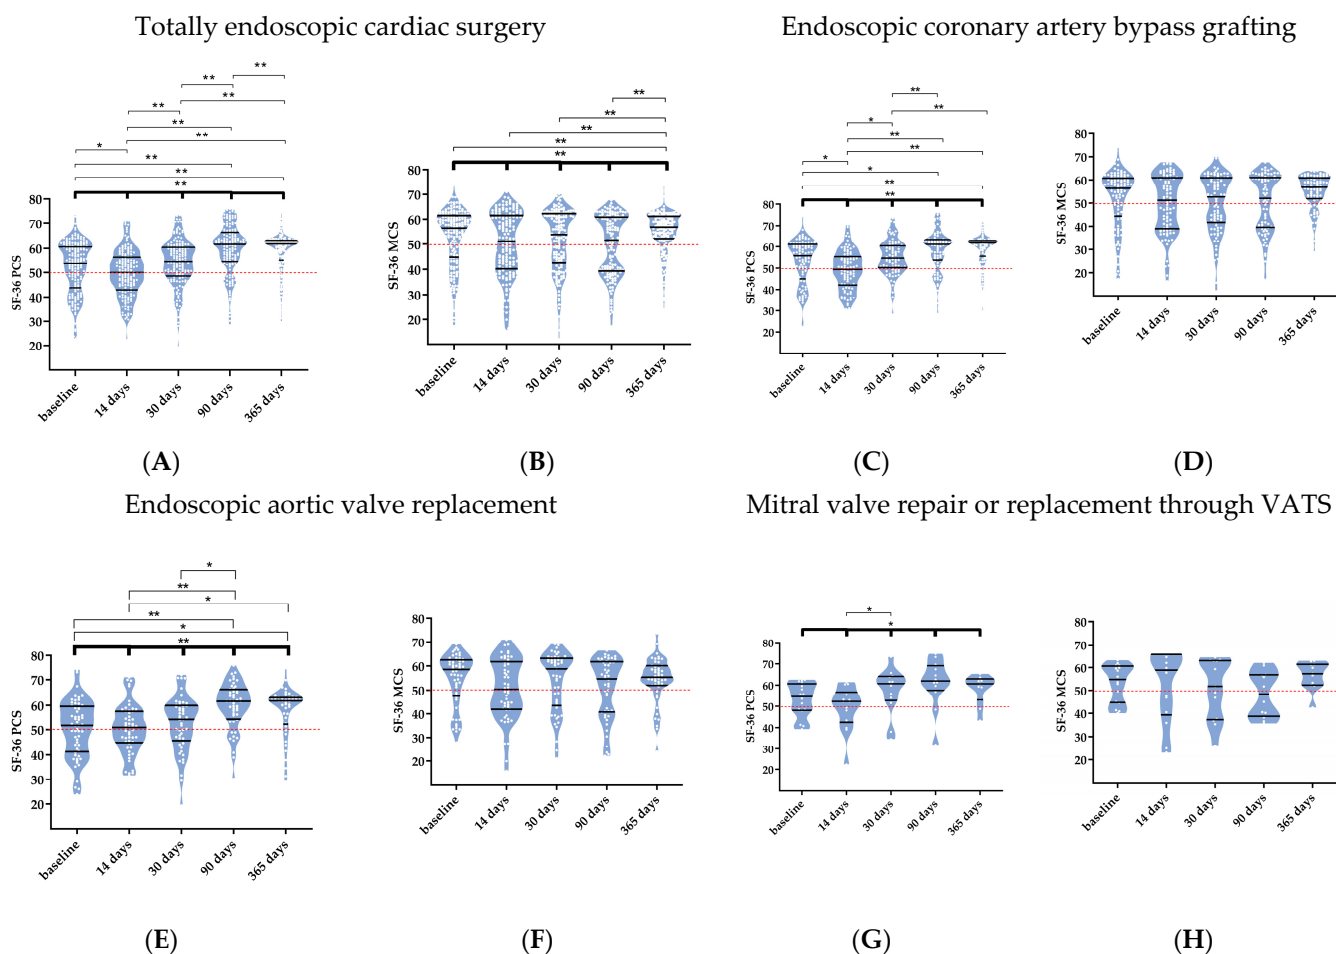 Totally endoscopic cardiac surgery
Endoscopic coronary artery bypass grafting
**
**
**
**
**
**
*
**
**
**
SF-36 PCS
80
70
60
50
40
30
20
baseline
14 days
30 days
90 days
365 days
(A)
**
**
**
**
**
SF-36 MCS
80
70
60
50
40
30
20
baseline
14 days
30 days
90 days
365 days
(B)
**
**
*
**
**
*
*
**
**
SF-36 PCS
80
70
60
50
40
30
20
baseline
14 days
30 days
90 days
365 days
(C)
SF-36 MCS
80
70
60
50
40
30
20
baseline
14 days
30 days
90 days
365 days
(D)
Endoscopic aortic valve replacement
Mitral valve repair or replacement through VATS
*
**
*
**
*
**
SF-36 PCS
80
70
60
50
40
30
20
baseline
14 days
30 days
90 days
365 days
(E)
SF-36 MCS
80
70
60
50
40
30
20
baseline
14 days
30 days
90 days
365 days
(F)
*
*
SF-36 PCS
80
70
60
50
40
30
20
baseline
14 days
30 days
90 days
365 days
(G)
SF-36 MCS
80
70
60
50
40
30
20
baseline
14 days
30 days
90 days
365 days
(H)